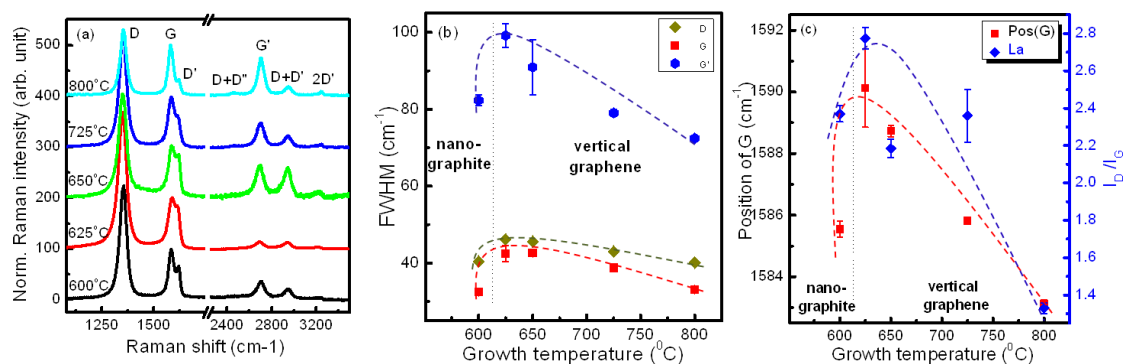 (a)
D
G
D'
G'
D+D"
D+D'
2D'
800°C
725°C
650°C
625°C
600°C
500
400
300
200
100
0
Norm. Raman intensity (arb. unit)
1250 1500 2400 2800 3200
Raman shift (cm-1)
(b)
D
G
G'
nano-
graphite
vertical
graphene
100
80
60
40
FWHM (cm⁻¹)
600 650 700 750 800
Growth temperature (⁰C)
(c)
Pos(G)
La
nano-
graphite
vertical
graphene
1592
1590
1588
1586
1584
Position of G (cm⁻¹)
2.8
2.6
2.4
2.2
2.0
1.8
1.6
1.4
I_D/I_G
600 650 700 750 800
Growth temperature (⁰C)